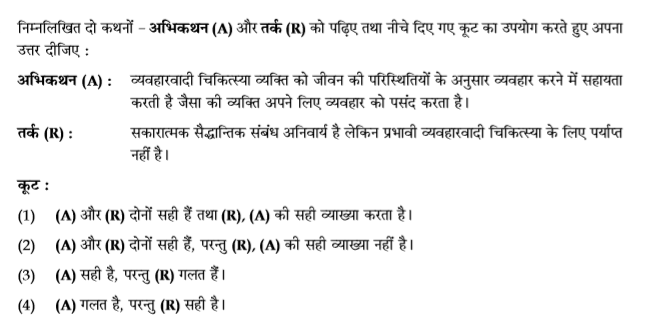 निम्नलिखित दो कथनों – अभिकथन (A) और तर्क (R) को पढ़िए तथा नीचे दिए गए कूट का उपयोग करते हुए अपना
उत्तर दीजिए :
अभिकथन (A) : व्यवहारवादी चिकित्स्या व्यक्ति को जीवन की परिस्थितियों के अनुसार व्यवहार करने में सहायता
करती है जैसा की व्यक्ति अपने लिए व्यवहार को पसंद करता है।
तर्क (R) : सकारात्मक सैद्धान्तिक संबंध अनिवार्य है लेकिन प्रभावी व्यवहारवादी चिकित्स्या के लिए पर्याप्त
नहीं है।
कूट :
(1) (A) और (R) दोनों सही हैं तथा (R), (A) की सही व्याख्या करता है।
(2) (A) और (R) दोनों सही हैं, परन्तु (R), (A) की सही व्याख्या नहीं है।
(3) (A) सही है, परन्तु (R) गलत हैं।
(4) (A) गलत है, परन्तु (R) सही है।